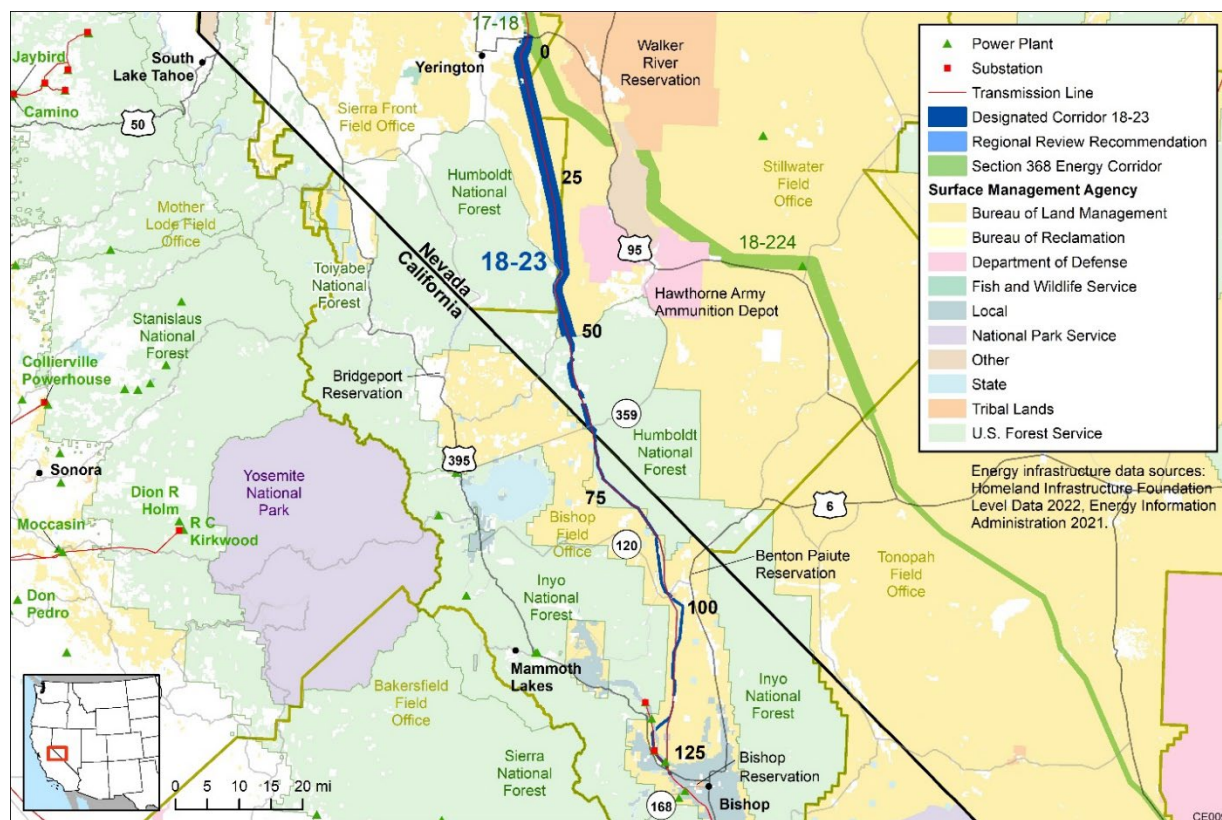 17-18
0
Jaybird
South
Lake Tahoe
Yerington
Walker
River
Reservation
Camino
50
Sierra Front
Field Office
Humboldt
National
Forest
25
Stillwater
Field
Office
Mother
Lode Field
Office
Toiyabe
National
Forest
Nevada
California
18-23
95
18-224
Hawthorne Army
Ammunition Depot
Stanislaus
National
Forest
Collierville
Powerhouse
Bridgeport
Reservation
50
359
Humboldt
National
Forest
395
Sonora
Yosemite
National
Park
Dion R
Holm
R C
Kirkwood
Moccasin
Don
Pedro
75
6
Bishop
Field
Office
120
Benton Paiute
Reservation
Tonopah
Field
Office
Inyo
National
Forest
100
Mammoth
Lakes
Bakersfield
Field
Office
Inyo
National
Forest
Sierra
National
Forest
125
Bishop
Reservation
168
Bishop
0 5 10 20 mi
Power Plant
Substation
Transmission Line
Designated Corridor 18-23
Regional Review Recommendation
Section 368 Energy Corridor
Surface Management Agency
Bureau of Land Management
Bureau of Reclamation
Department of Defense
Fish and Wildlife Service
Local
National Park Service
Other
State
Tribal Lands
U.S. Forest Service
Energy infrastructure data sources:
Homeland Infrastructure Foundation
Level Data 2022, Energy Information
Administration 2021.